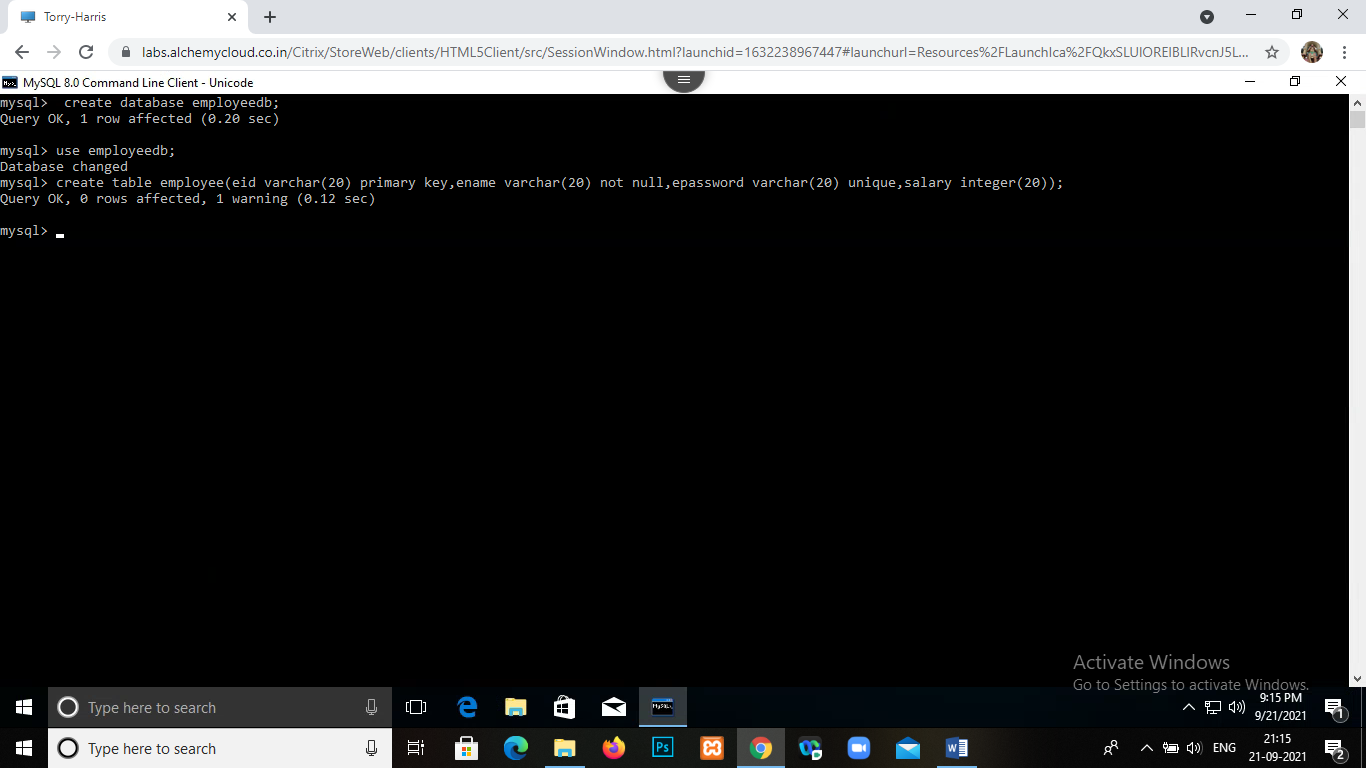 Torry-Harris
labs.alchemycloud.co.in/Citrix/StoreWeb/clients/HTML5Client/src/SessionWindow.html?launchid=1632238967447#launchurl=Resources%2FLaunchIca%2FQkxSLUlOREIBLlRvcnJ5L...
MySQL 8.0 Command Line Client - Unicode
mysql>  create database employeedb;
Query OK, 1 row affected (0.20 sec)
mysql> use employeedb;
Database changed
mysql> create table employee(eid varchar(20) primary key,ename varchar(20) not null,epassword varchar(20) unique,salary integer(20));
Query OK, 0 rows affected, 1 warning (0.12 sec)
mysql>
Activate Windows
Go to Settings to activate Windows.
Type here to search
MySQL
9:15 PM
9/21/2021
1
Type here to search
Ps
ENG
21:15
21-09-2021
2